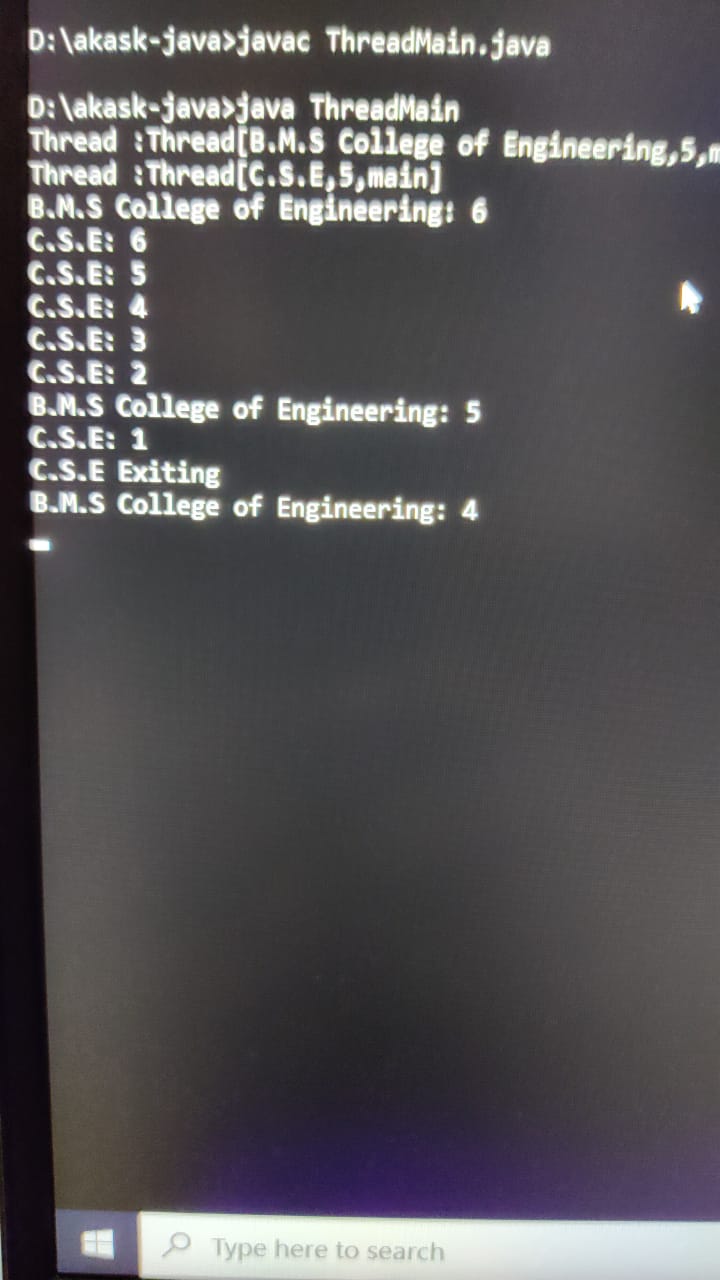 D:\akask-java>javac ThreadMain.java
D:\akask-java>java ThreadMain
Thread :Thread[B.M.S College of Engineering,5,m
Thread :Thread[C.S.E,5,main]
B.M.S College of Engineering: 6
C.S.E: 6
C.S.E: 5
C.S.E: 4
C.S.E: 3
C.S.E: 2
B.M.S College of Engineering: 5
C.S.E: 1
C.S.E Exiting
B.M.S College of Engineering: 4
Type here to search